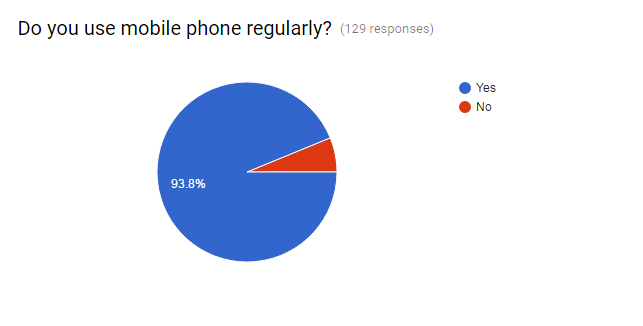 Do you use mobile phone regularly? (129 responses)
Yes
No
93.8%